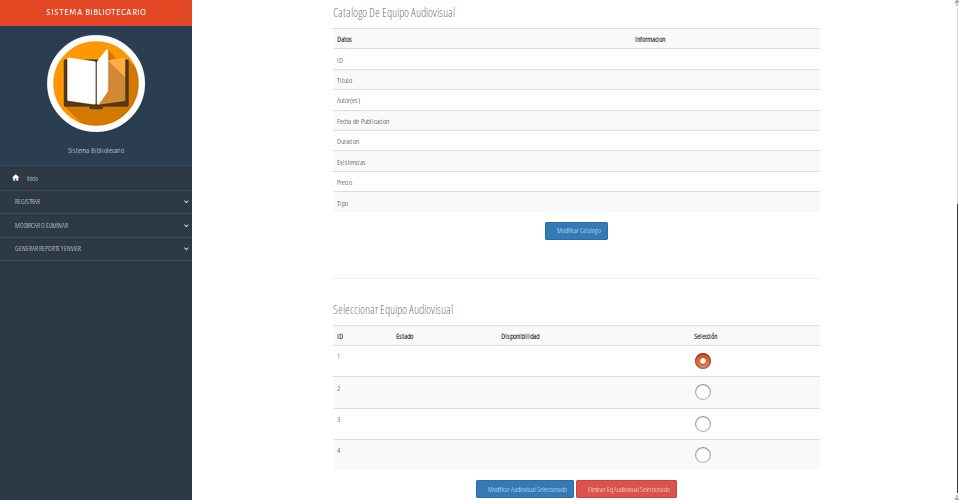 SISTEMA BIBLIOTECARIO
Sistema Bibliotecario
Inicio
REGISTRAR
MODIFICAR O ELIMINAR
GENERAR REPORTE Y ENVIAR
Catalogo De Equipo Audiovisual
Datos Informacion
ID
Titulo
Autor(es)
Fecha de Publicacion
Duracion
Existencias
Precio
Tipo
Modificar Catalogo
Seleccionar Equipo Audiovisual
ID Estado Disponibilidad Selección
1
2
3
4
Modificar Audiovisual Seleccionado Eliminar Eq Audiovisual Seleccionado